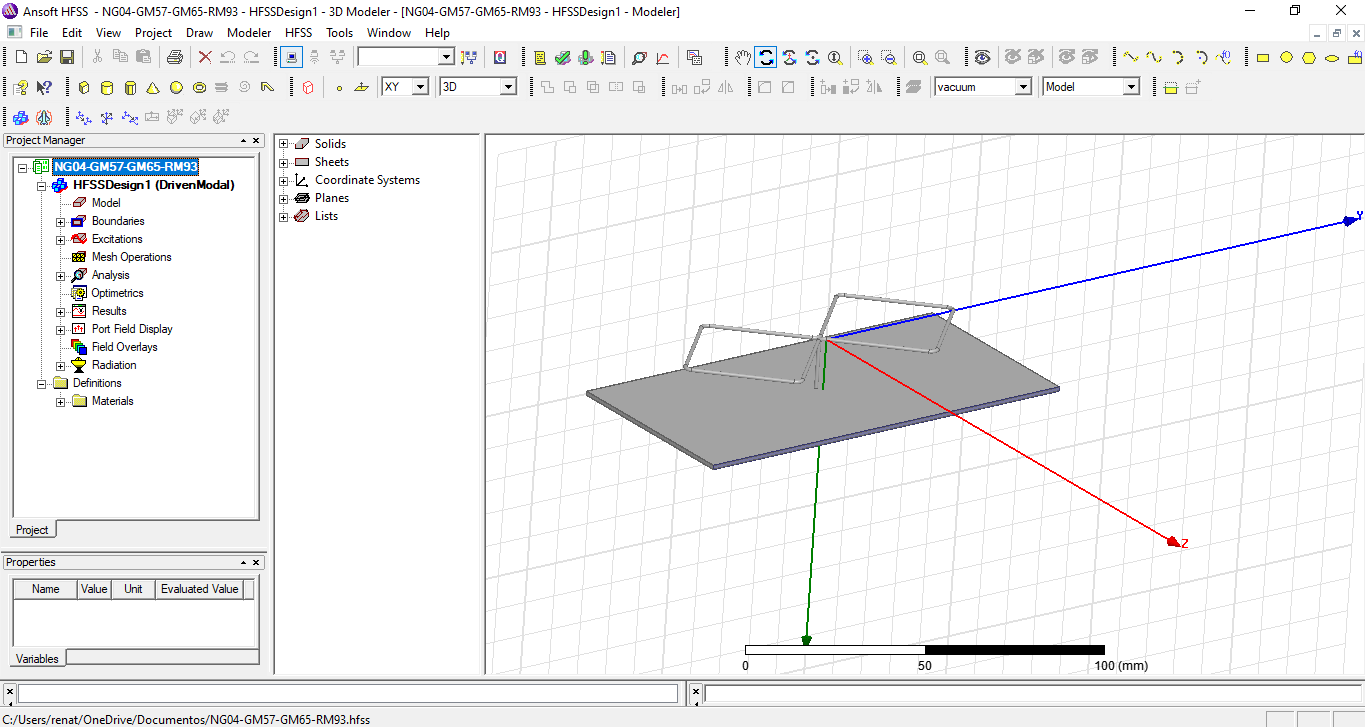 Ansoft HFSS - NG04-GM57-GM65-RM93 - HFSSDesign1 - 3D Modeler - [NG04-GM57-GM65-RM93 - HFSSDesign1 - Modeler]
File Edit View Project Draw Modeler HFSS Tools Window Help
XY 3D vacuum Model
Project Manager
NG04-GM57-GM65-RM93
HFSSDesign1 (DrivenModal)
Model
Boundaries
Excitations
Mesh Operations
Analysis
Optimetrics
Results
Port Field Display
Field Overlays
Radiation
Definitions
Materials
Project
Properties
Name Value Unit Evaluated Value
Variables
Solids
Sheets
Coordinate Systems
Planes
Lists
Y
Z
0 50 100 (mm)
C:/Users/renat/OneDrive/Documentos/NG04-GM57-GM65-RM93.hfss